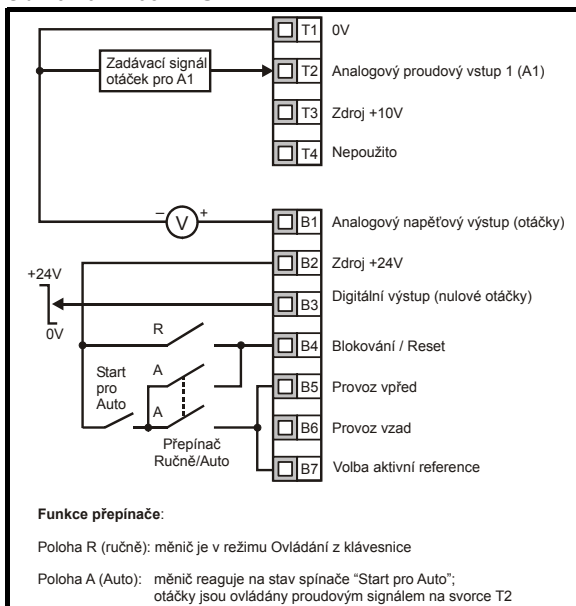 T1 0V
Zadávací signál
otáček pro A1
T2 Analogový proudový vstup 1 (A1)
T3 Zdroj +10V
T4 Nepoužito
– V + B1 Analogový napěťový výstup (otáčky)
B2 Zdroj +24V
+24V
0V
B3 Digitální výstup (nulové otáčky)
R
B4 Blokování / Reset
Start
pro
Auto
A
B5 Provoz vpřed
A
B6 Provoz vzad
Přepínač
Ručně/Auto
B7 Volba aktivní reference
Funkce přepínače:
Poloha R (ručně): měnič je v režimu Ovládání z klávesnice
Poloha A (Auto): měnič reaguje na stav spínače "Start pro Auto";
otáčky jsou ovládány proudovým signálem na svorce T2